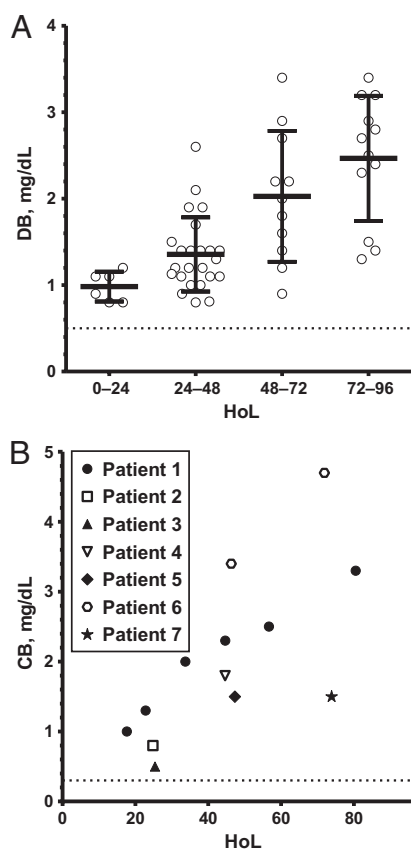 A
4
3
2
1
0
DB, mg/dL
0–24 24–48 48–72 72–96
HoL
B
5
4
3
2
1
0
CB, mg/dL
Patient 1
Patient 2
Patient 3
Patient 4
Patient 5
Patient 6
Patient 7
0 20 40 60 80
HoL